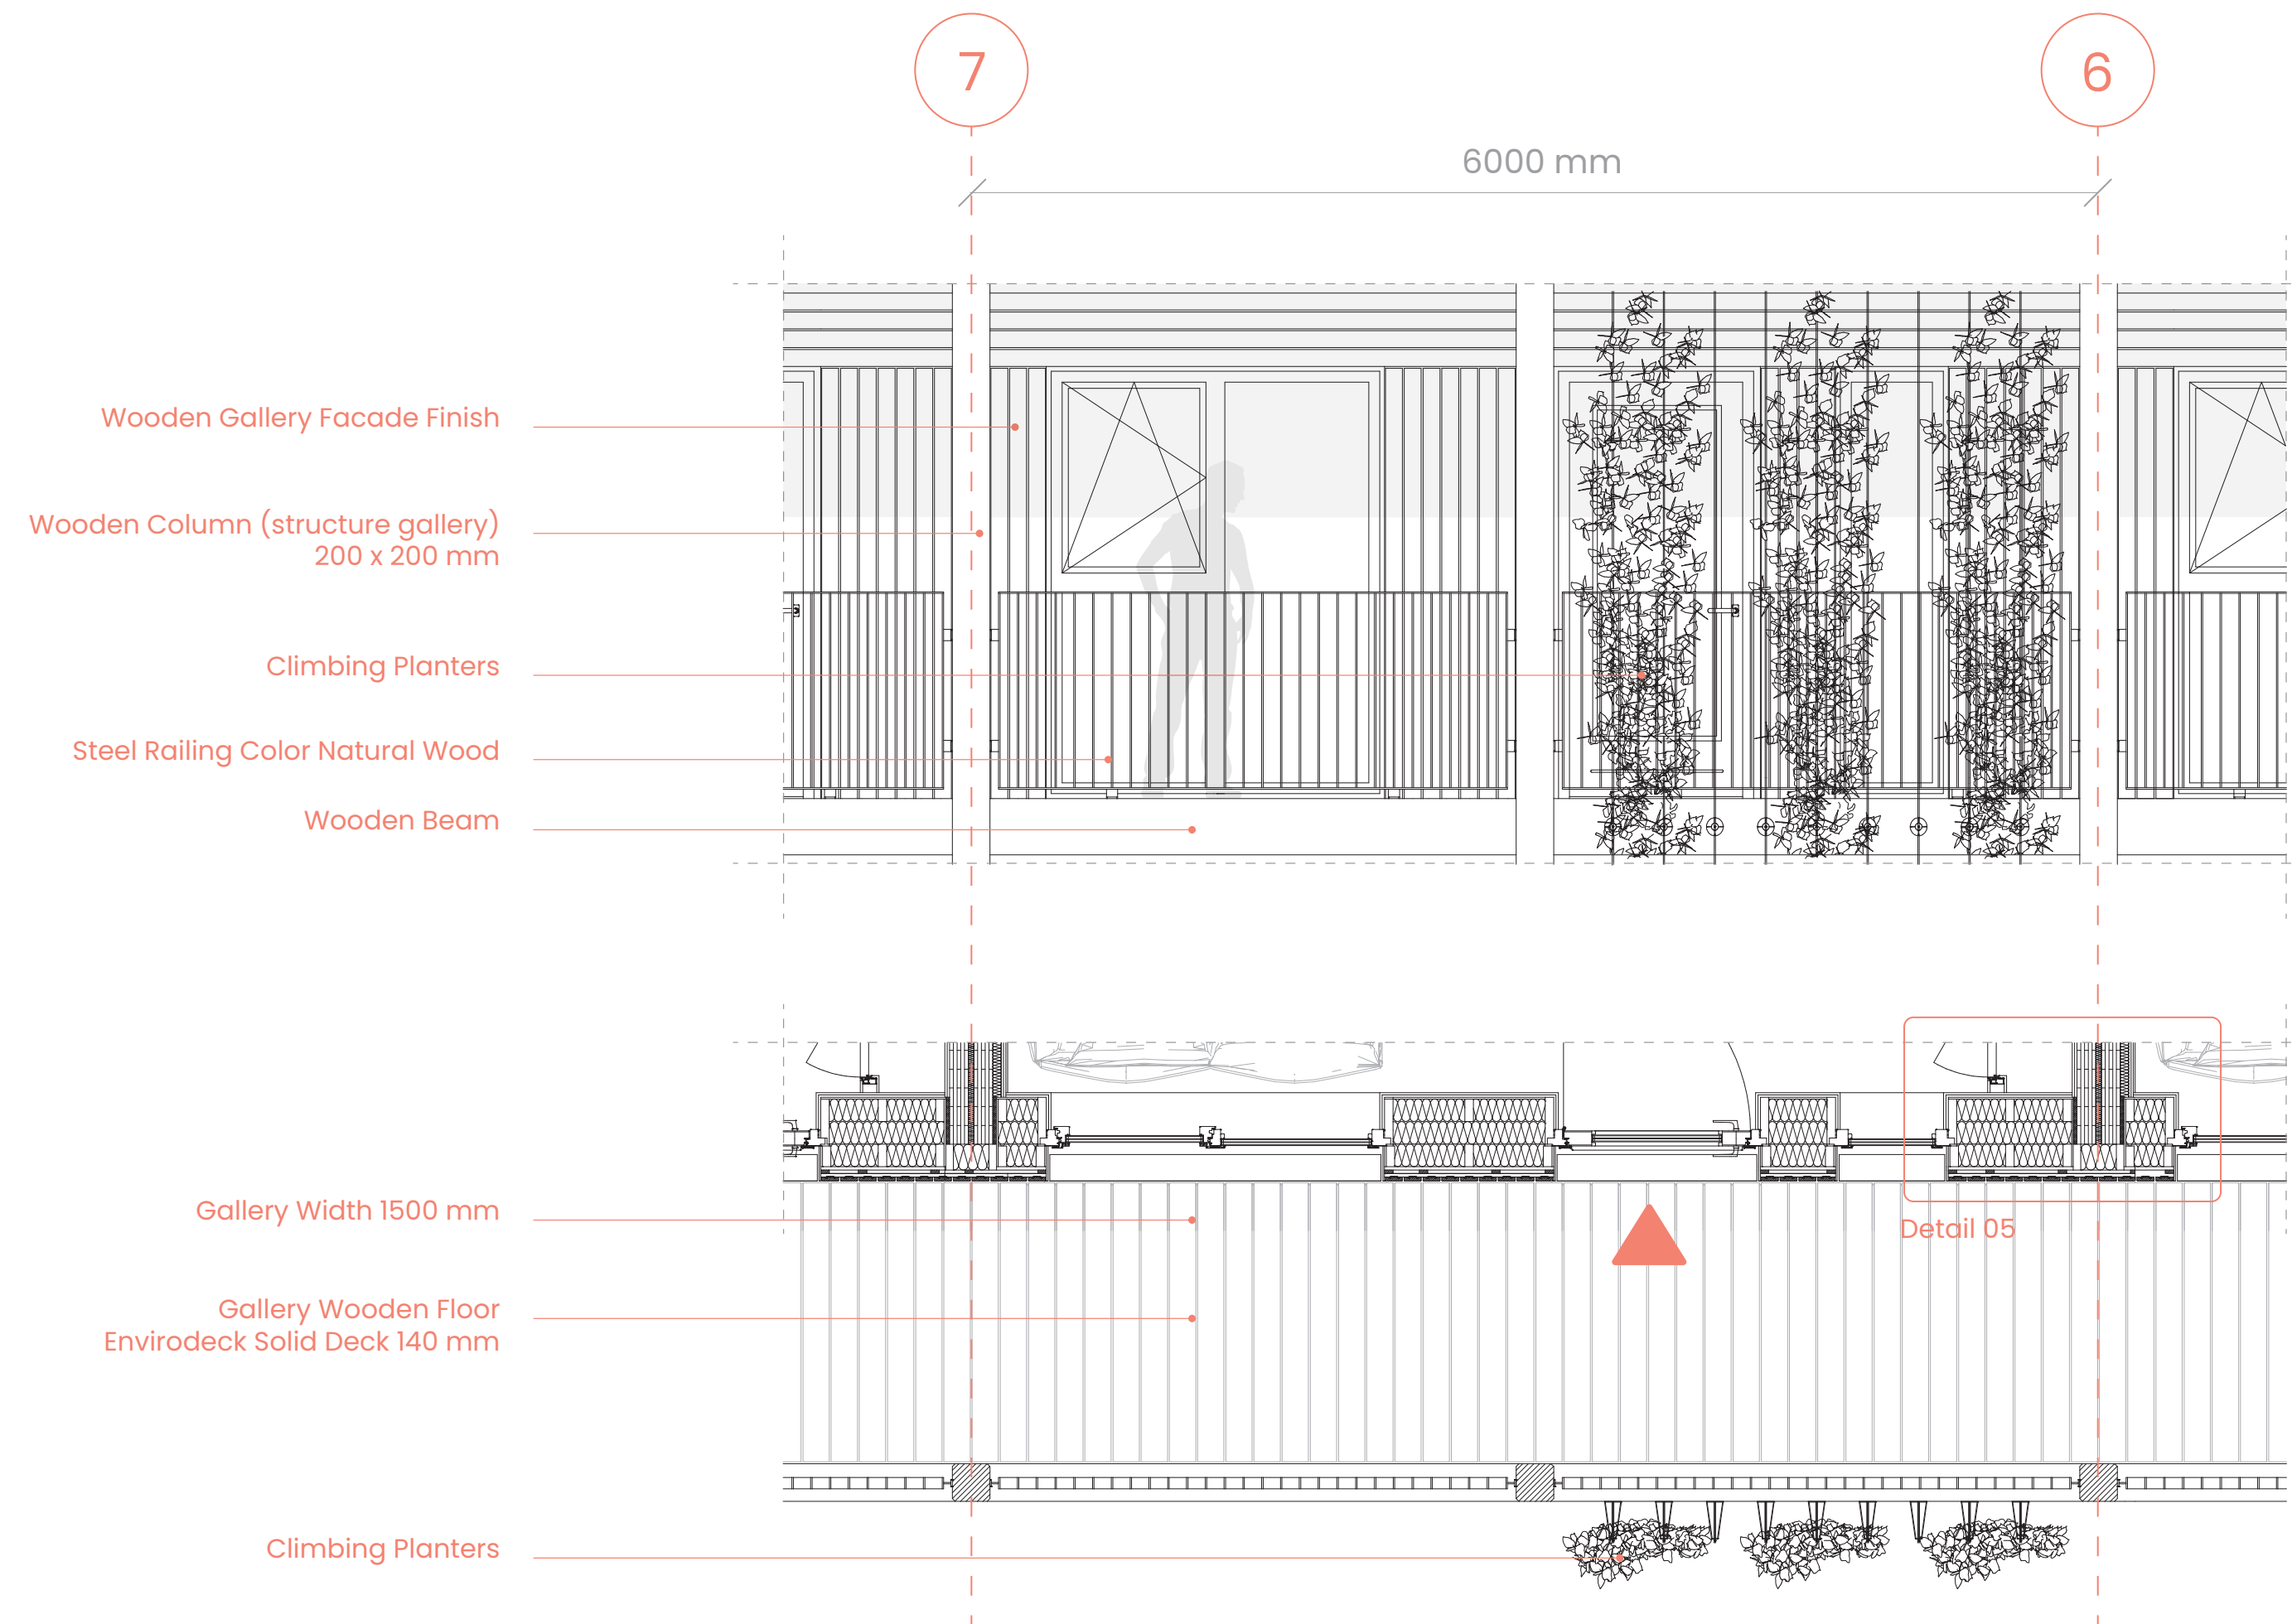 7
6
6000 mm
Wooden Gallery Facade Finish
Wooden Column (structure gallery)
200 x 200 mm
Climbing Planters
Steel Railing Color Natural Wood
Wooden Beam
Gallery Width 1500 mm
Detail 05
Gallery Wooden Floor
Envirodeck Solid Deck 140 mm
Climbing Planters